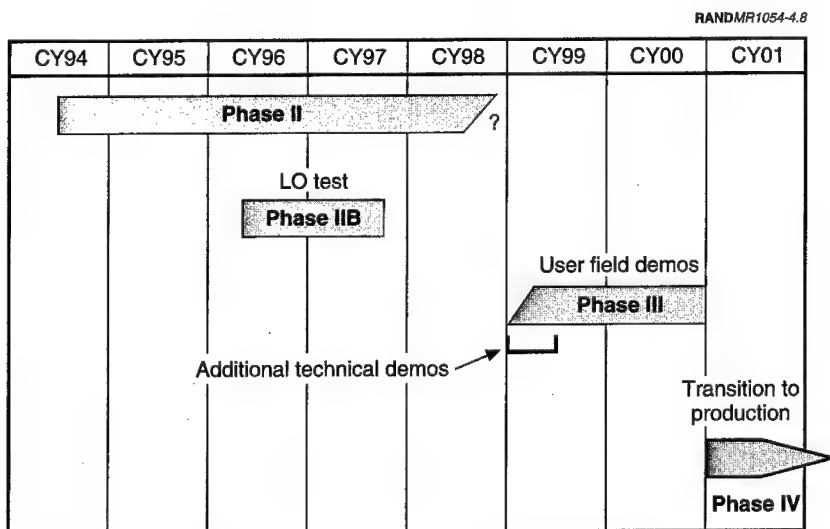 RANDMR1054-4.8
CY94 CY95 CY96 CY97 CY98 CY99 CY00 CY01
Phase II
?
LO test
Phase IIB
User field demos
Phase III
Additional technical demos
Transition to
production
Phase IV